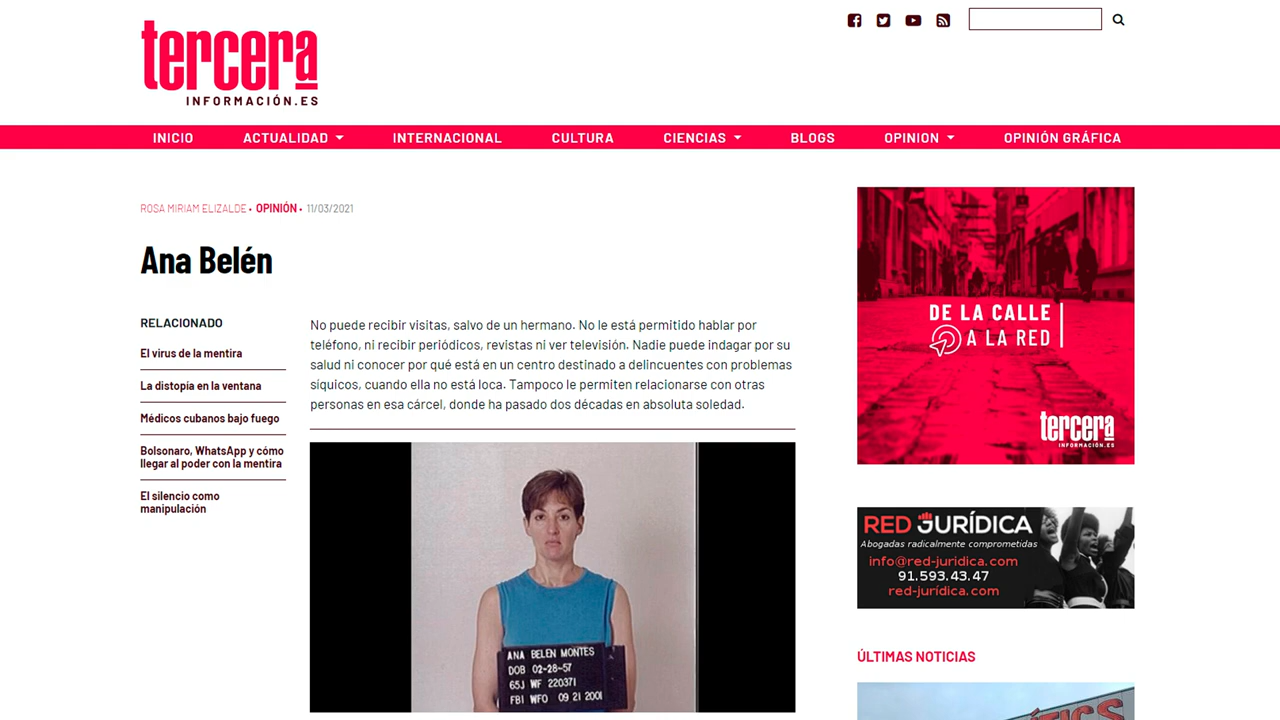 tercera
INFORMACIÓN.ES
INICIO
ACTUALIDAD
INTERNACIONAL
CULTURA
CIENCIAS
BLOGS
OPINION
OPINIÓN GRÁFICA
ROSA MIRIAM ELIZALDE • OPINIÓN • 11/03/2021
Ana Belén
RELACIONADO
El virus de la mentira
La distopía en la ventana
Médicos cubanos bajo fuego
Bolsonaro, WhatsApp y cómo
llegar al poder con la mentira
El silencio como
manipulación
No puede recibir visitas, salvo de un hermano. No le está permitido hablar por
teléfono, ni recibir periódicos, revistas ni ver televisión. Nadie puede indagar por su
salud ni conocer por qué está en un centro destinado a delincuentes con problemas
síquicos, cuando ella no está loca. Tampoco le permiten relacionarse con otras
personas en esa cárcel, donde ha pasado dos décadas en absoluta soledad.
ANA BELEN MONTES
DOB 02-28-57
65J WF 220371
FBI WFO 09 21 2001
DE LA CALLE
A LA RED
tercera
INFORMACIÓN.ES
RED JURÍDICA
Abogadas radicalmente comprometidas
info@red-juridica.com
91.593.43.47
red-jurídica.com
ÚLTIMAS NOTICIAS